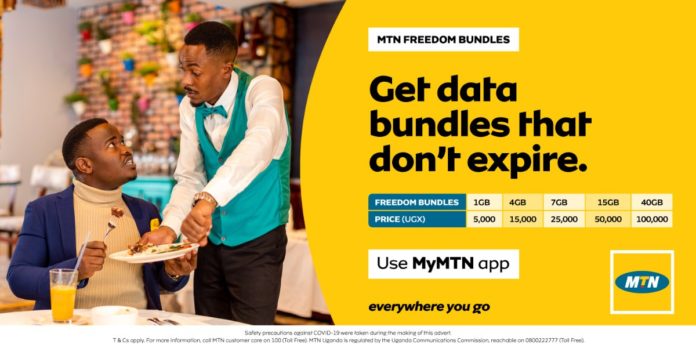 MTN FREEDOM BUNDLES
Get data
bundles that
don't expire.
FREEDOM BUNDLES 1GB 4GB 7GB 15GB 40GB
PRICE (UGX) 5,000 15,000 25,000 50,000 100,000
Use MyMTN app
everywhere you go
MTN
Safety precautions against COVID-19 were taken during the making of this advert.
T & Cs apply. For more information, call MTN customer care on 100 (Toll Free). MTN Uganda is regulated by the Uganda Communications Commission, reachable on 0800222777 (Toll Free).